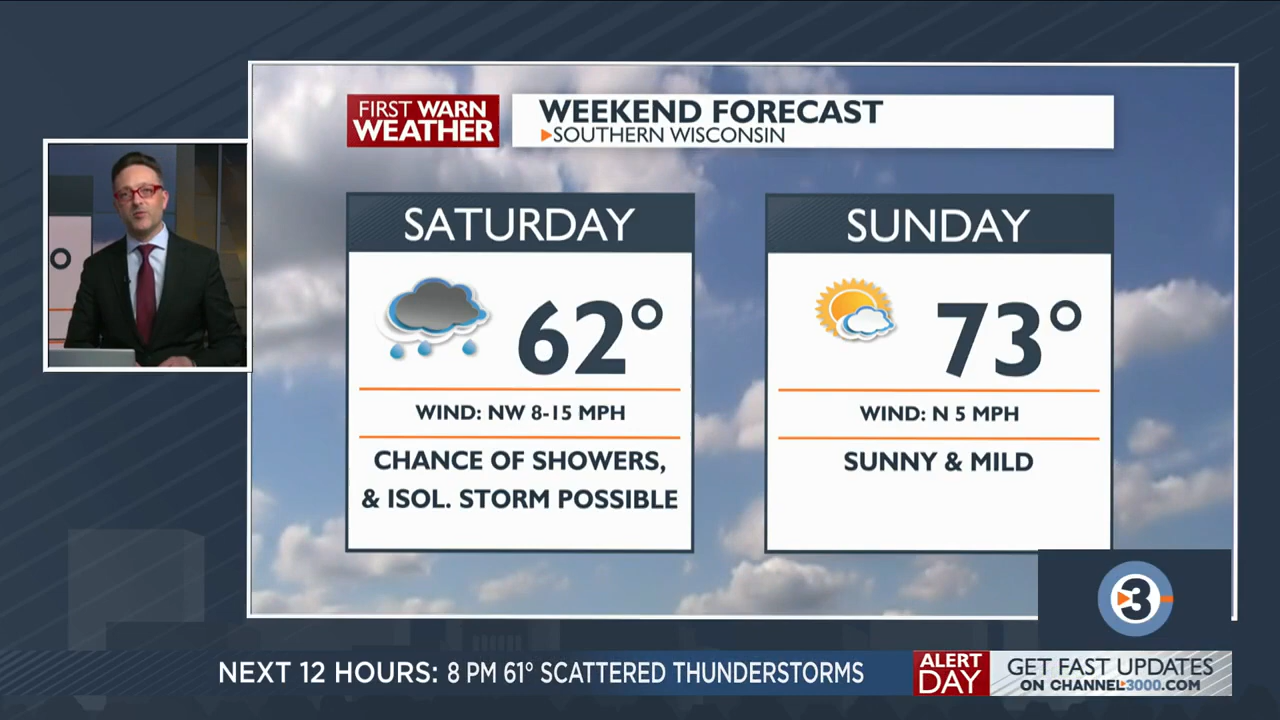 FIRST WARN
WEATHER
WEEKEND FORECAST
SOUTHERN WISCONSIN
SATURDAY
62°
WIND: NW 8-15 MPH
CHANCE OF SHOWERS,
& ISOL. STORM POSSIBLE
SUNDAY
73°
WIND: N 5 MPH
SUNNY & MILD
3
NEXT 12 HOURS: 8 PM 61° SCATTERED THUNDERSTORMS
ALERT
DAY
GET FAST UPDATES
ON CHANNEL3000.COM